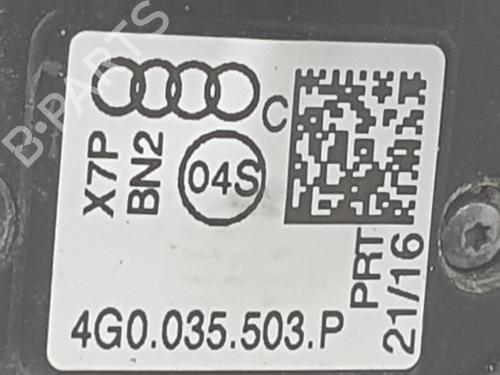 B-PARTS
C
X7P
BN2
04S
PRT
21/16
4G0.035.503.P